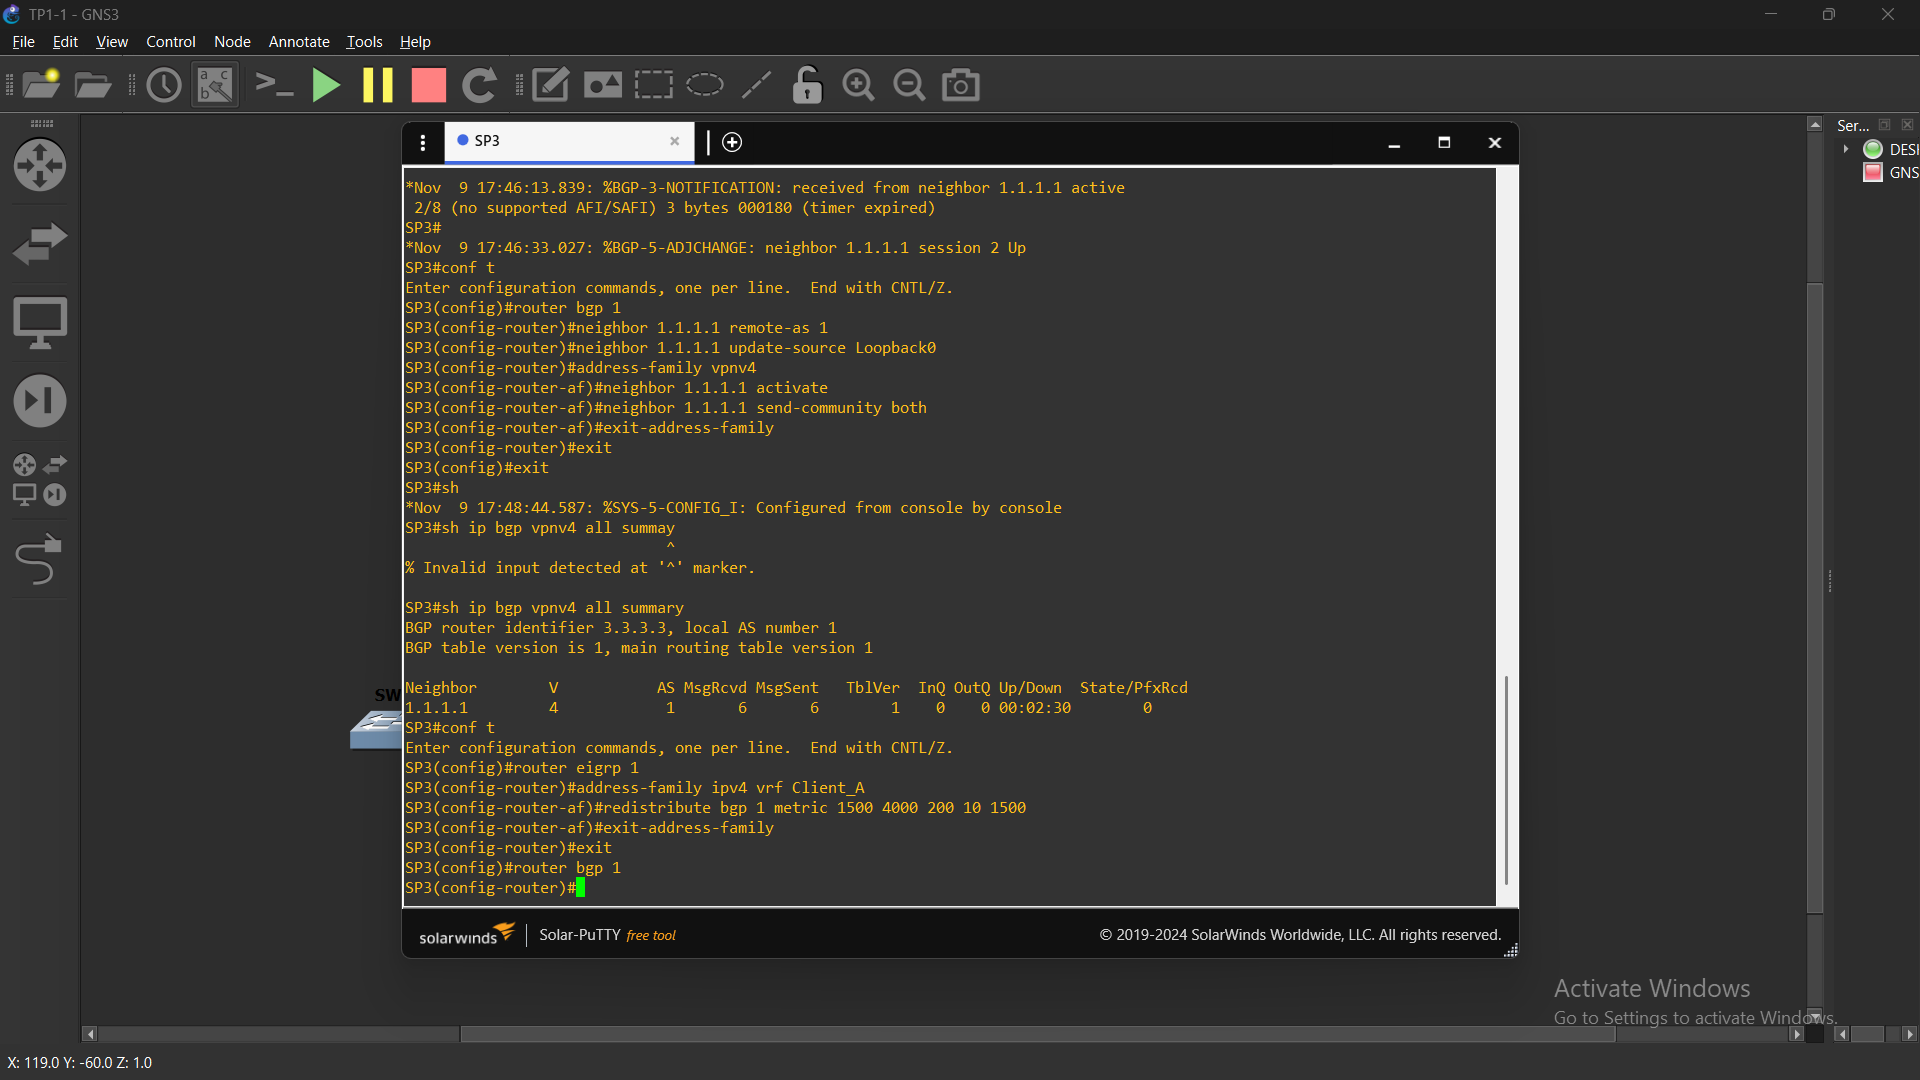 TP1-1 - GNS3
File Edit View Control Node Annotate Tools Help
SP3
*Nov  9 17:46:13.839: %BGP-3-NOTIFICATION: received from neighbor 1.1.1.1 active
 2/8 (no supported AFI/SAFI) 3 bytes 000180 (timer expired)
SP3#
*Nov  9 17:46:33.027: %BGP-5-ADJCHANGE: neighbor 1.1.1.1 session 2 Up
SP3#conf t
Enter configuration commands, one per line.  End with CNTL/Z.
SP3(config)#router bgp 1
SP3(config-router)#neighbor 1.1.1.1 remote-as 1
SP3(config-router)#neighbor 1.1.1.1 update-source Loopback0
SP3(config-router)#address-family vpnv4
SP3(config-router-af)#neighbor 1.1.1.1 activate
SP3(config-router-af)#neighbor 1.1.1.1 send-community both
SP3(config-router-af)#exit-address-family
SP3(config-router)#exit
SP3(config)#exit
SP3#sh
*Nov  9 17:48:44.587: %SYS-5-CONFIG_I: Configured from console by console
SP3#sh ip bgp vpnv4 all summay
^
% Invalid input detected at '^' marker.
SP3#sh ip bgp vpnv4 all summary
BGP router identifier 3.3.3.3, local AS number 1
BGP table version is 1, main routing table version 1
Neighbor        V           AS MsgRcvd MsgSent   TblVer  InQ OutQ Up/Down  State/PfxRcd
1.1.1.1         4           1       6       6        1    0    0 00:02:30        0
SP3#conf t
Enter configuration commands, one per line.  End with CNTL/Z.
SP3(config)#router eigrp 1
SP3(config-router)#address-family ipv4 vrf Client_A
SP3(config-router-af)#redistribute bgp 1 metric 1500 4000 200 10 1500
SP3(config-router-af)#exit-address-family
SP3(config-router)#exit
SP3(config)#router bgp 1
SP3(config-router)#
solarwinds Solar-PuTTY free tool © 2019-2024 SolarWinds Worldwide, LLC. All rights reserved.
SW
Ser...
DESI
GNS
a c
b
Activate Windows
Go to Settings to activate Windows.
X: 119.0 Y: -60.0 Z: 1.0